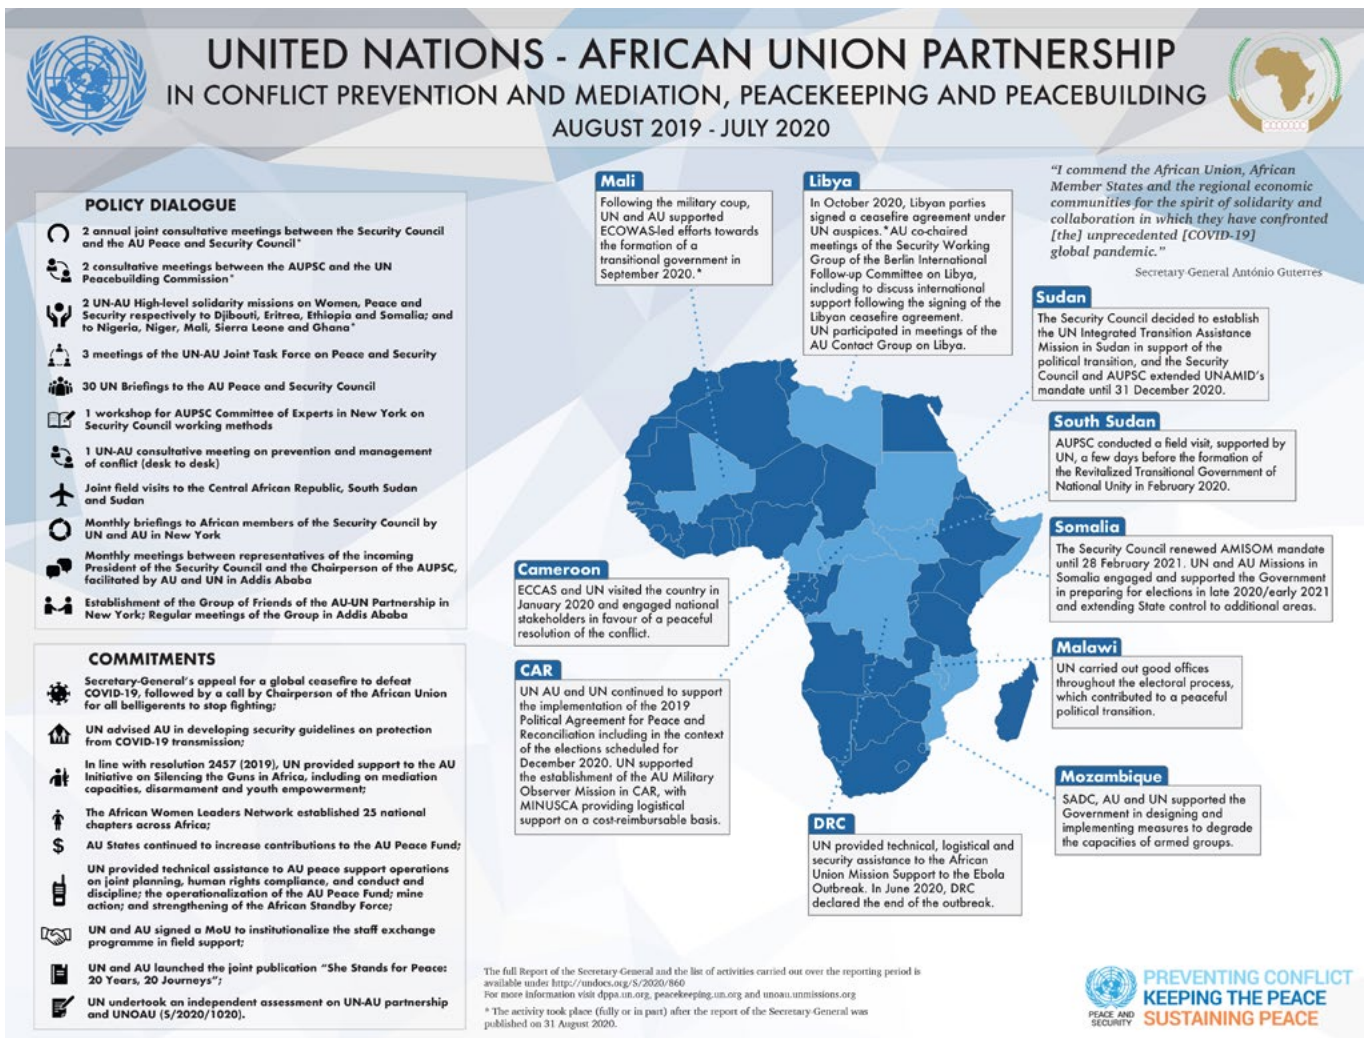 UNITED NATIONS - AFRICAN UNION PARTNERSHIP
IN CONFLICT PREVENTION AND MEDIATION, PEACEKEEPING AND PEACEBUILDING
AUGUST 2019 - JULY 2020
POLICY DIALOGUE
2 annual joint consultative meetings between the Security Council
and the AU Peace and Security Council*
2 consultative meetings between the AUPSC and the UN
Peacebuilding Commission*
2 UN-AU High-level solidarity missions on Women, Peace and
Security respectively to Djibouti, Eritrea, Ethiopia and Somalia; and
to Nigeria, Niger, Mali, Sierra Leone and Ghana*
3 meetings of the UN-AU Joint Task Force on Peace and Security
30 UN Briefings to the AU Peace and Security Council
1 workshop for AUPSC Committee of Experts in New York on
Security Council working methods
1 UN-AU consultative meeting on prevention and management
of conflict (desk to desk)
Joint field visits to the Central African Republic, South Sudan
and Sudan
Monthly briefings to African members of the Security Council by
UN and AU in New York
Monthly meetings between representatives of the incoming
President of the Security Council and the Chairperson of the AUPSC,
facilitated by AU and UN in Addis Ababa
Establishment of the Group of Friends of the AU-UN Partnership in
New York; Regular meetings of the Group in Addis Ababa
COMMITMENTS
Secretary-General's appeal for a global ceasefire to defeat
COVID-19, followed by a call by Chairperson of the African Union
for all belligerents to stop fighting;
UN advised AU in developing security guidelines on protection
from COVID-19 transmission;
In line with resolution 2457 (2019), UN provided support to the AU
Initiative on Silencing the Guns in Africa, including on mediation
capacities, disarmament and youth empowerment;
The African Women Leaders Network established 25 national
chapters across Africa;
$ AU States continued to increase contributions to the AU Peace Fund;
UN provided technical assistance to AU peace support operations
on joint planning, human rights compliance, and conduct and
discipline; the operationalization of the AU Peace Fund; mine
action; and strengthening of the African Standby Force;
UN and AU signed a MoU to institutionalize the staff exchange
programme in field support;
UN and AU launched the joint publication "She Stands for Peace:
20 Years, 20 Journeys";
UN undertook an independent assessment on UN-AU partnership
and UNOAU (S/2020/1020).
Mali
Following the military coup,
UN and AU supported
ECOWAS-led efforts towards
the formation of a
transitional government in
September 2020.*
Libya
In October 2020, Libyan parties
signed a ceasefire agreement under
UN auspices.*AU co-chaired
meetings of the Security Working
Group of the Berlin International
Follow-up Committee on Libya,
including to discuss international
support following the signing of the
Libyan ceasefire agreement.
UN participated in meetings of the
AU Contact Group on Libya.
"I commend the African Union, African
Member States and the regional economic
communities for the spirit of solidarity and
collaboration in which they have confronted
[the] unprecedented [COVID-19]
global pandemic."
Secretary-General António Guterres
Sudan
The Security Council decided to establish
the UN Integrated Transition Assistance
Mission in Sudan in support of the
political transition, and the Security
Council and AUPSC extended UNAMID's
mandate until 31 December 2020.
South Sudan
AUPSC conducted a field visit, supported by
UN, a few days before the formation of
the Revitalized Transitional Government of
National Unity in February 2020.
Somalia
The Security Council renewed AMISOM mandate
until 28 February 2021. UN and AU Missions in
Somalia engaged and supported the Government
in preparing for elections in late 2020/early 2021
and extending State control to additional areas.
Cameroon
ECCAS and UN visited the country in
January 2020 and engaged national
stakeholders in favour of a peaceful
resolution of the conflict.
CAR
UN AU and UN continued to support
the implementation of the 2019
Political Agreement for Peace and
Reconciliation including in the context
of the elections scheduled for
December 2020. UN supported
the establishment of the AU Military
Observer Mission in CAR, with
MINUSCA providing logistical
support on a cost-reimbursable basis.
Malawi
UN carried out good offices
throughout the electoral process,
which contributed to a peaceful
political transition.
Mozambique
SADC, AU and UN supported the
Government in designing and
implementing measures to degrade
the capacities of armed groups.
DRC
UN provided technical, logistical and
security assistance to the African
Union Mission Support to the Ebola
Outbreak. In June 2020, DRC
declared the end of the outbreak.
The full Report of the Secretary-General and the list of activities carried out over the reporting period is
available under http://undocs.org/S/2020/860
For more information visit dppa.un.org, peacekeeping.un.org and unoau.unmissions.org
* The activity took place (fully or in part) after the report of the Secretary-General was
published on 31 August 2020.
PEACE AND
SECURITY
PREVENTING CONFLICT
KEEPING THE PEACE
SUSTAINING PEACE